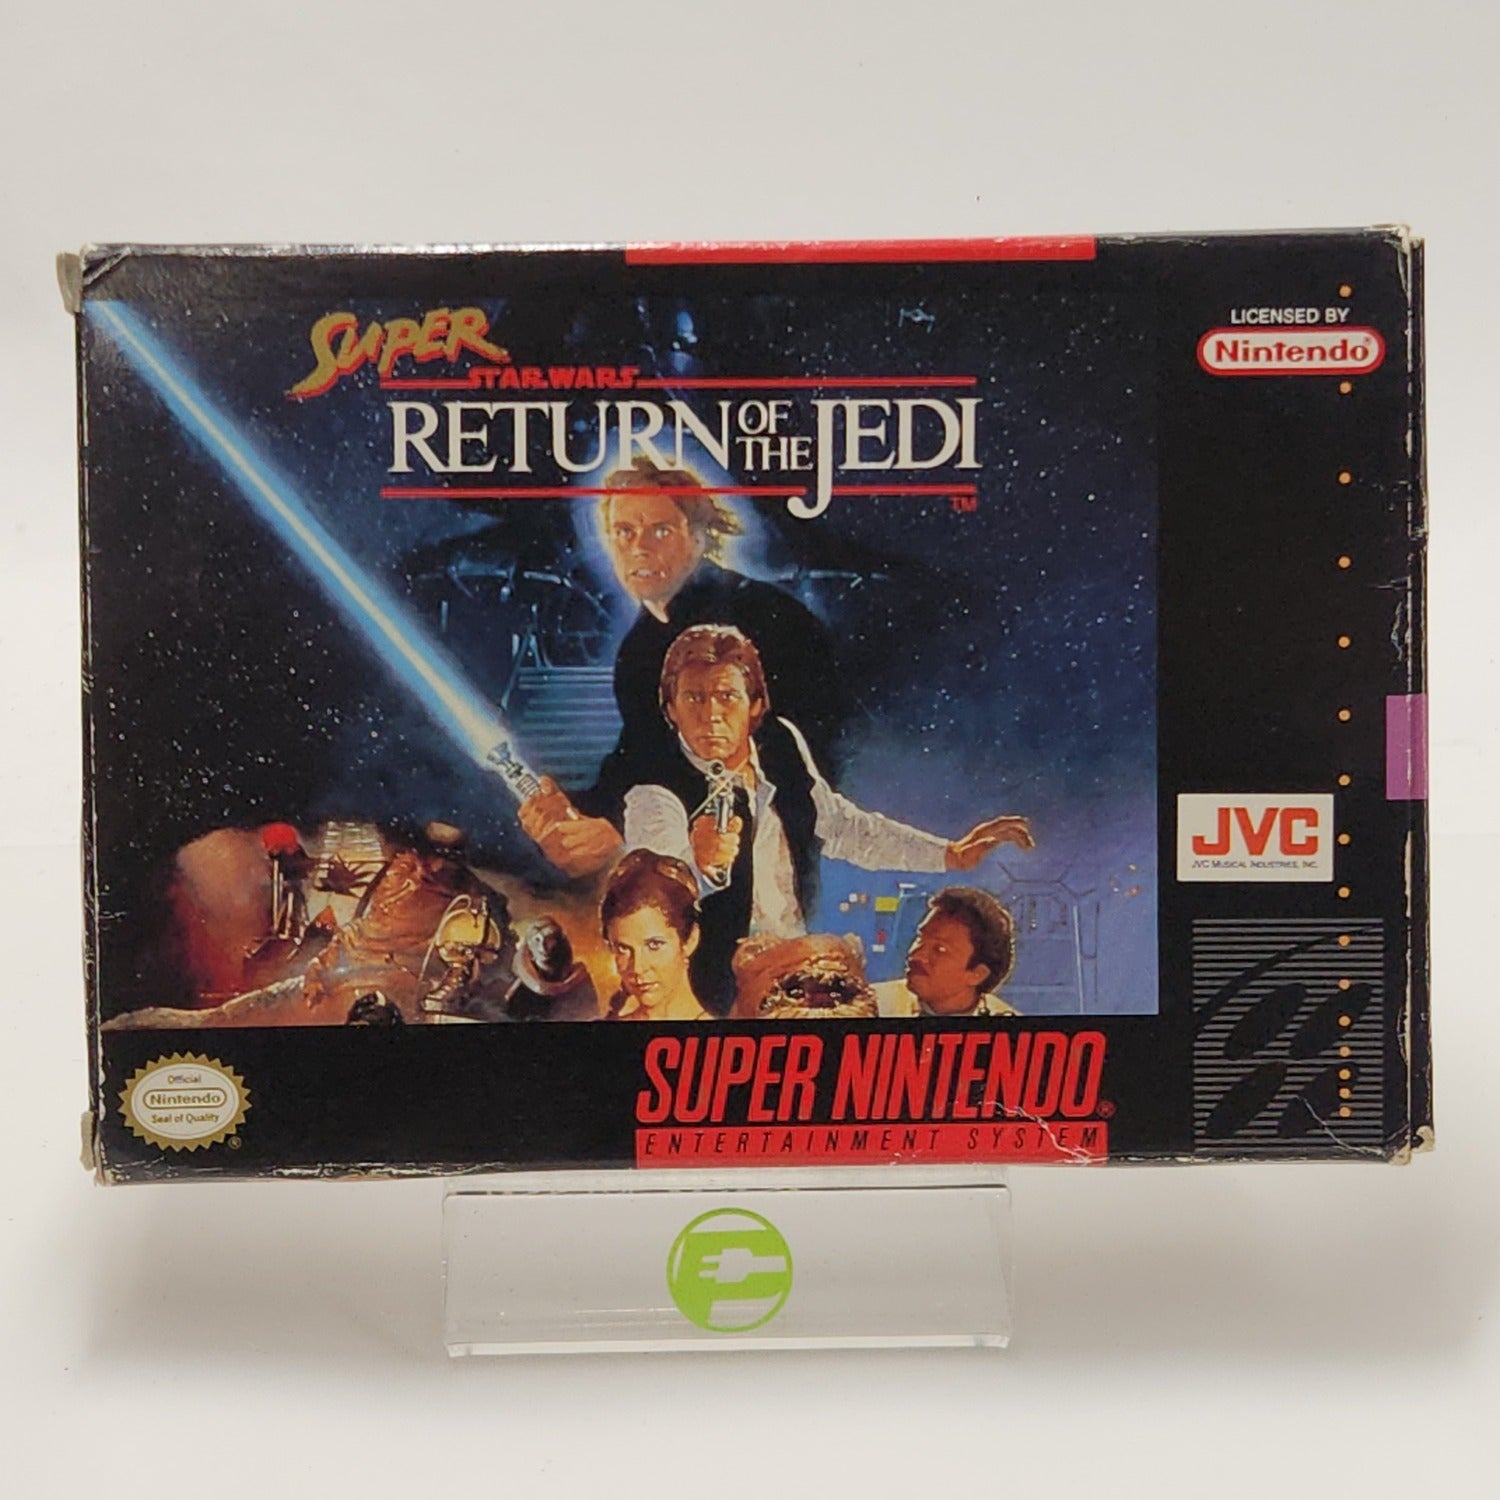 LICENSED BY
Nintendo®
SUPER
STAR WARS
RETURN OF THE JEDI
TM
JVC
JVC MUSICAL INDUSTRIES, INC.
Official
Nintendo
Seal of Quality
®
SUPER NINTENDO®
ENTERTAINMENT SYSTEM